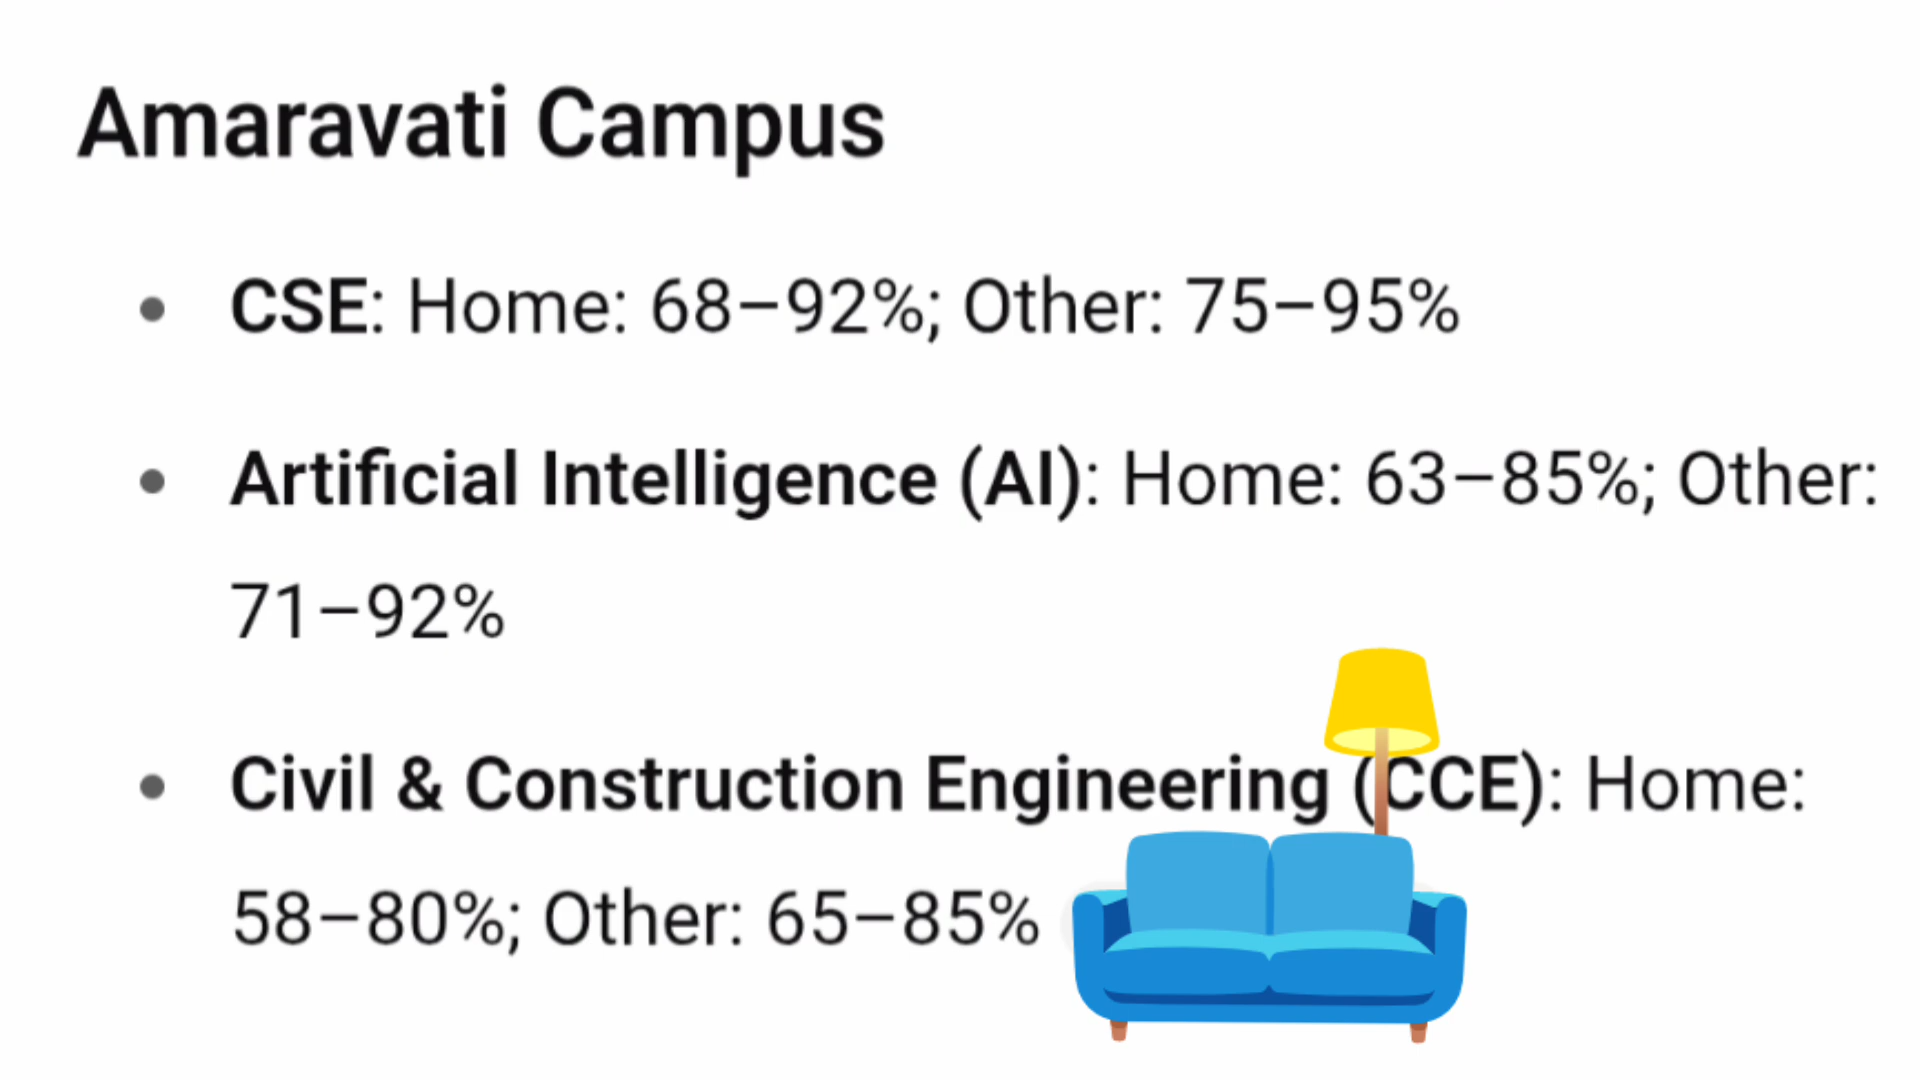 Amaravati Campus
• CSE: Home: 68–92%; Other: 75–95%
• Artificial Intelligence (AI): Home: 63–85%; Other:
71–92%
• Civil & Construction Engineering (CCE): Home:
58–80%; Other: 65–85%